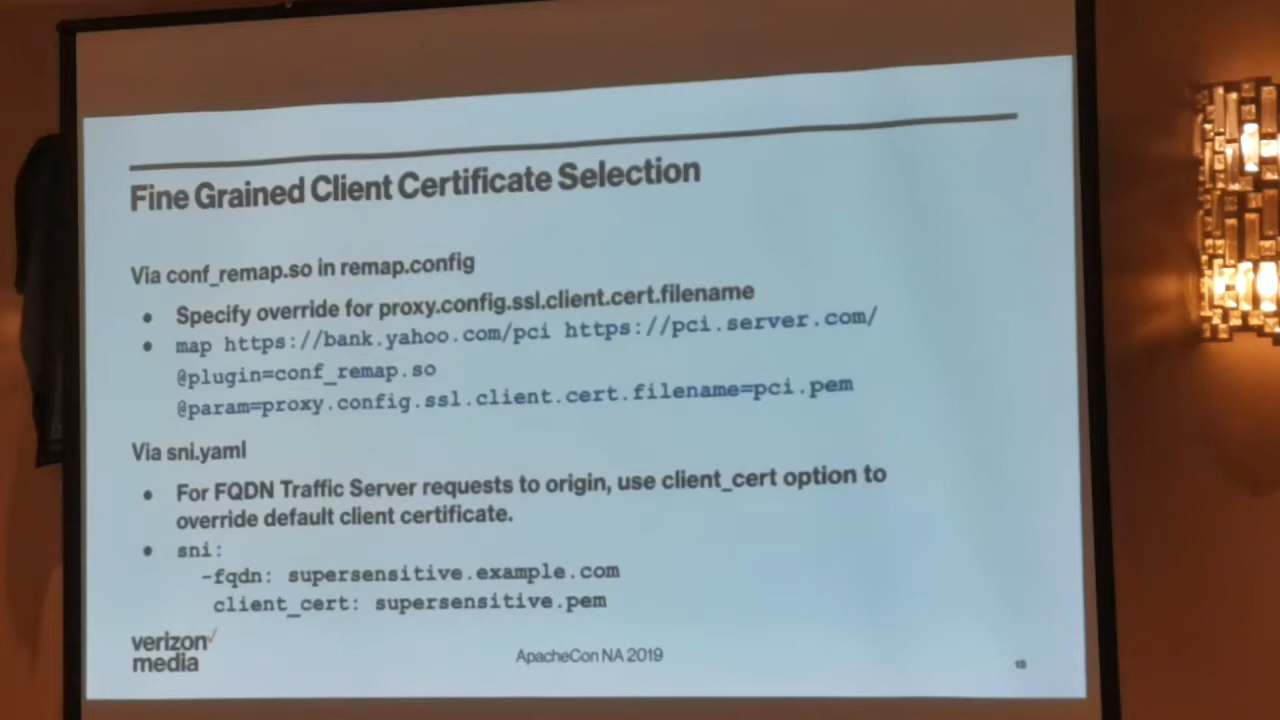 Fine Grained Client Certificate Selection
Via conf_remap.so in remap.config
• Specify override for proxy.config.ssl.client.cert.filename
• map https://bank.yahoo.com/pci https://pci.server.com/
@plugin=conf_remap.so
@param=proxy.config.ssl.client.cert.filename=pci.pem
Via sni.yaml
• For FQDN Traffic Server requests to origin, use client_cert option to
override default client certificate.
• sni:
-fqdn: supersensitive.example.com
client_cert: supersensitive.pem
verizon✓
media
ApacheCon NA 2019